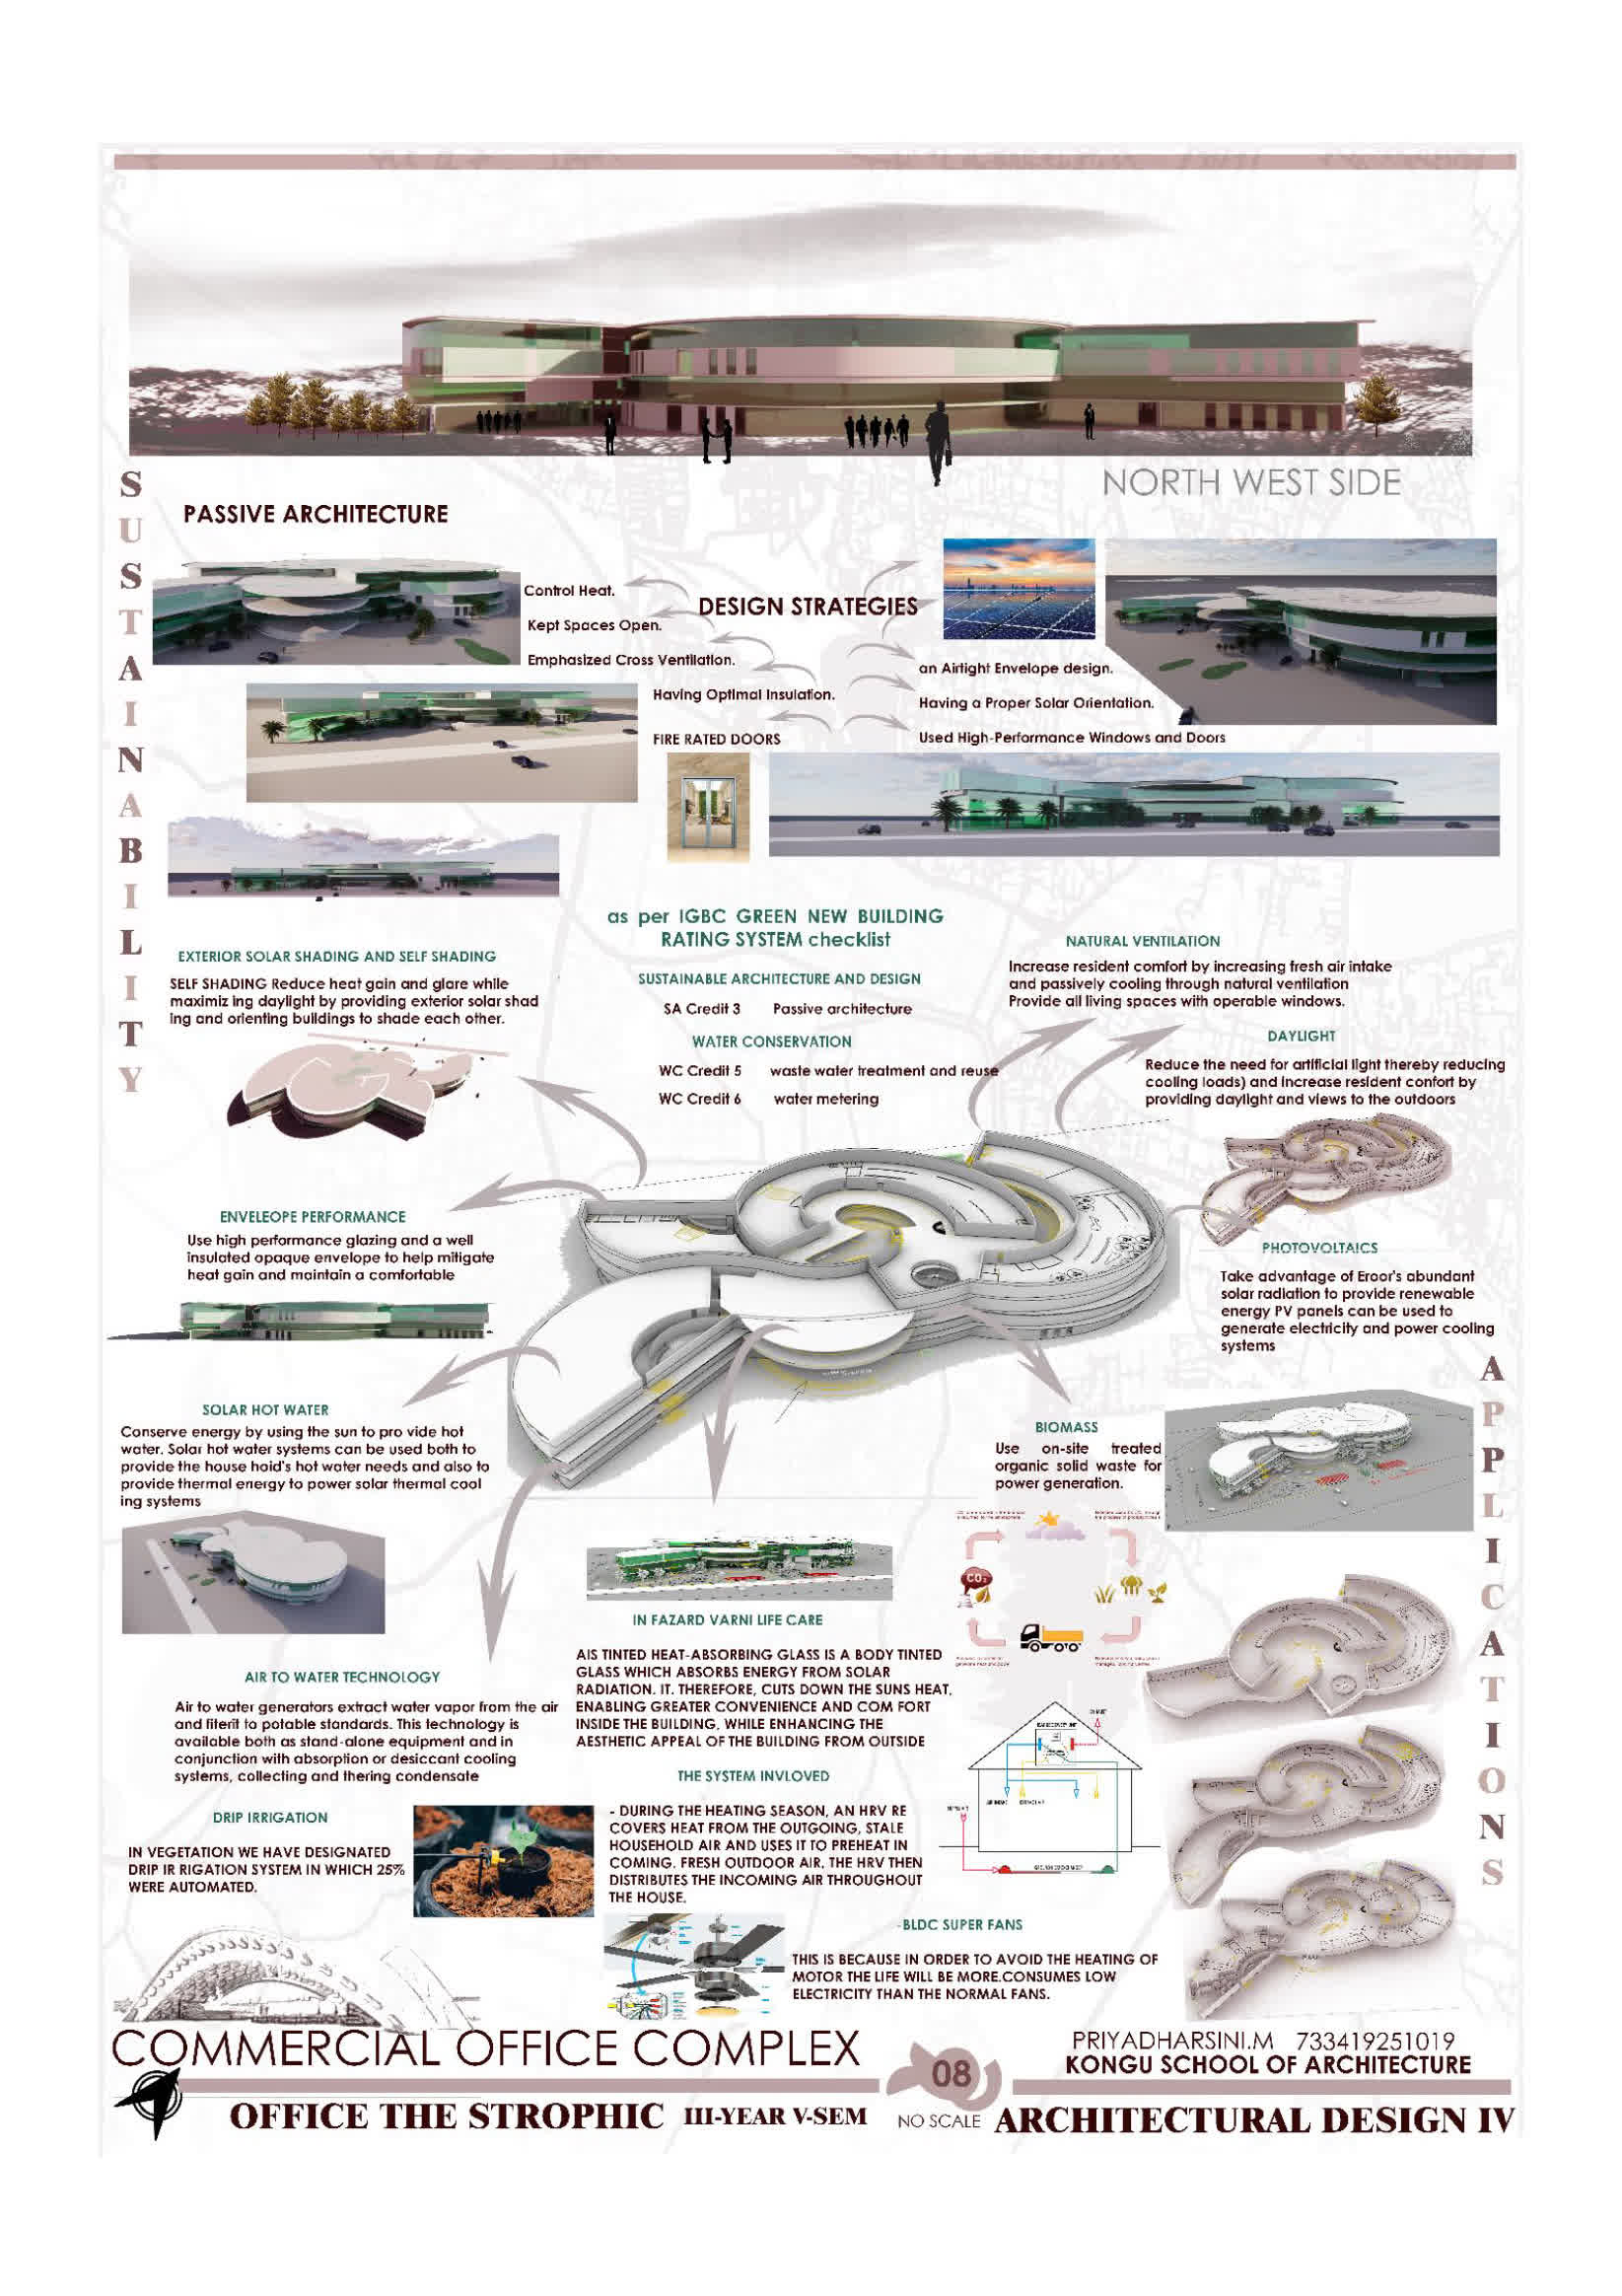 NORTH WEST SIDE
SUSTAINABILITY
PASSIVE ARCHITECTURE
Control Heat.
Kept Spaces Open.
Emphasized Cross Ventilation.
Having Optimal Insulation.
FIRE RATED DOORS
DESIGN STRATEGIES
an Airtight Envelope design.
Having a Proper Solar Orientation.
Used High-Performance Windows and Doors
as per IGBC GREEN NEW BUILDING
RATING SYSTEM checklist
SUSTAINABLE ARCHITECTURE AND DESIGN
SA Credit 3 Passive architecture
WATER CONSERVATION
WC Credit 5 waste water treatment and reuse
WC Credit 6 water metering
EXTERIOR SOLAR SHADING AND SELF SHADING
SELF SHADING Reduce heat gain and glare while
maximiz ing daylight by providing exterior solar shad
ing and orienting buildings to shade each other.
NATURAL VENTILATION
Increase resident comfort by increasing fresh air intake
and passively cooling through natural ventilation
Provide all living spaces with operable windows.
DAYLIGHT
Reduce the need for artificial light thereby reducing
cooling loads) and increase resident confort by
providing daylight and views to the outdoors
ENVELEOPE PERFORMANCE
Use high performance glazing and a well
insulated opaque envelope to help mitigate
heat gain and maintain a comfortable
PHOTOVOLTAICS
Take advantage of Eroor's abundant
solar radiation to provide renewable
energy PV panels can be used to
generate electricity and power cooling
systems
APPLICATIONS
SOLAR HOT WATER
Conserve energy by using the sun to pro vide hot
water. Solar hot water systems can be used both to
provide the house hoid's hot water needs and also to
provide thermal energy to power solar thermal cool
ing systems
BIOMASS
Use on-site treated
organic solid waste for
power generation.
CO2
IN FAZARD VARNI LIFE CARE
AIS TINTED HEAT-ABSORBING GLASS IS A BODY TINTED
GLASS WHICH ABSORBS ENERGY FROM SOLAR
RADIATION. IT. THEREFORE, CUTS DOWN THE SUNS HEAT,
ENABLING GREATER CONVENIENCE AND COM FORT
INSIDE THE BUILDING, WHILE ENHANCING THE
AESTHETIC APPEAL OF THE BUILDING FROM OUTSIDE
AIR TO WATER TECHNOLOGY
Air to water generators extract water vapor from the air
and filterit to potable standards. This technology is
available both as stand-alone equipment and in
conjunction with absorption or desiccant cooling
systems, collecting and thering condensate
THE SYSTEM INVLOVED
- DURING THE HEATING SEASON, AN HRV RE
COVERS HEAT FROM THE OUTGOING, STALE
HOUSEHOLD AIR AND USES IT TO PREHEAT IN
COMING, FRESH OUTDOOR AIR, THE HRV THEN
DISTRIBUTES THE INCOMING AIR THROUGHOUT
THE HOUSE.
DRIP IRRIGATION
IN VEGETATION WE HAVE DESIGNATED
DRIP IR RIGATION SYSTEM IN WHICH 25%
WERE AUTOMATED.
-BLDC SUPER FANS
THIS IS BECAUSE IN ORDER TO AVOID THE HEATING OF
MOTOR THE LIFE WILL BE MORE.CONSUMES LOW
ELECTRICITY THAN THE NORMAL FANS.
COMMERCIAL OFFICE COMPLEX
08
PRIYADHARSINI.M 733419251019
KONGU SCHOOL OF ARCHITECTURE
OFFICE THE STROPHIC III-YEAR V-SEM
NO SCALE ARCHITECTURAL DESIGN IV